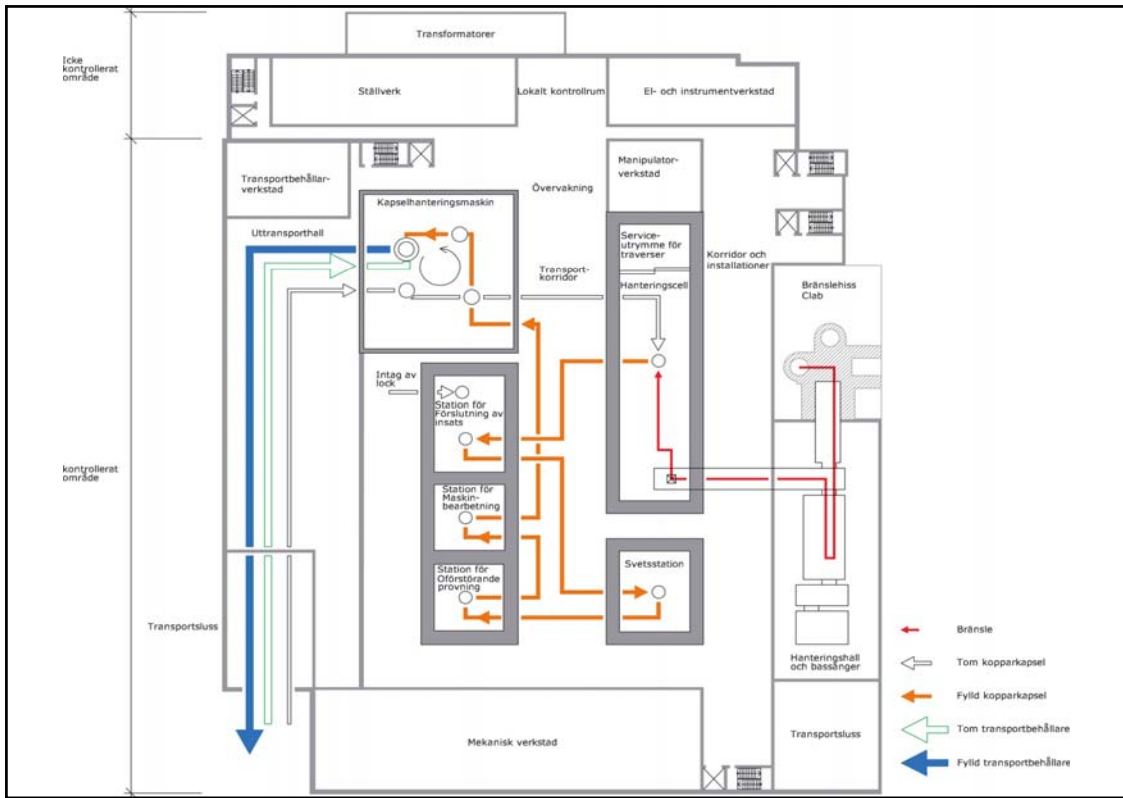 Transformatorer
Icke
kontrollerat
område
Ställverk
Lokalt kontrollrum
El- och instrumentverkstad
Transportbehållar-
verkstad
Manipulator-
verkstad
Övervakning
Kapselhanteringsmaskin
Uttransporthall
Service-
utrymme för
traverser
Korridor och
installationer
Transport-
korridor
Hanteringscell
Bränslehiss
Clab
Intag av
lock
Station för
Förslutning av
insats
kontrollerat
område
Station för
Maskin-
bearbetning
Station för
Oförstörande
provning
Svetsstation
Transportsluss
Hanteringshall
och bassänger
Mekanisk verkstad
Transportsluss
Bränsle
Tom kopparkapsel
Fylld kopparkapsel
Tom transportbehållare
Fylld transportbehållare